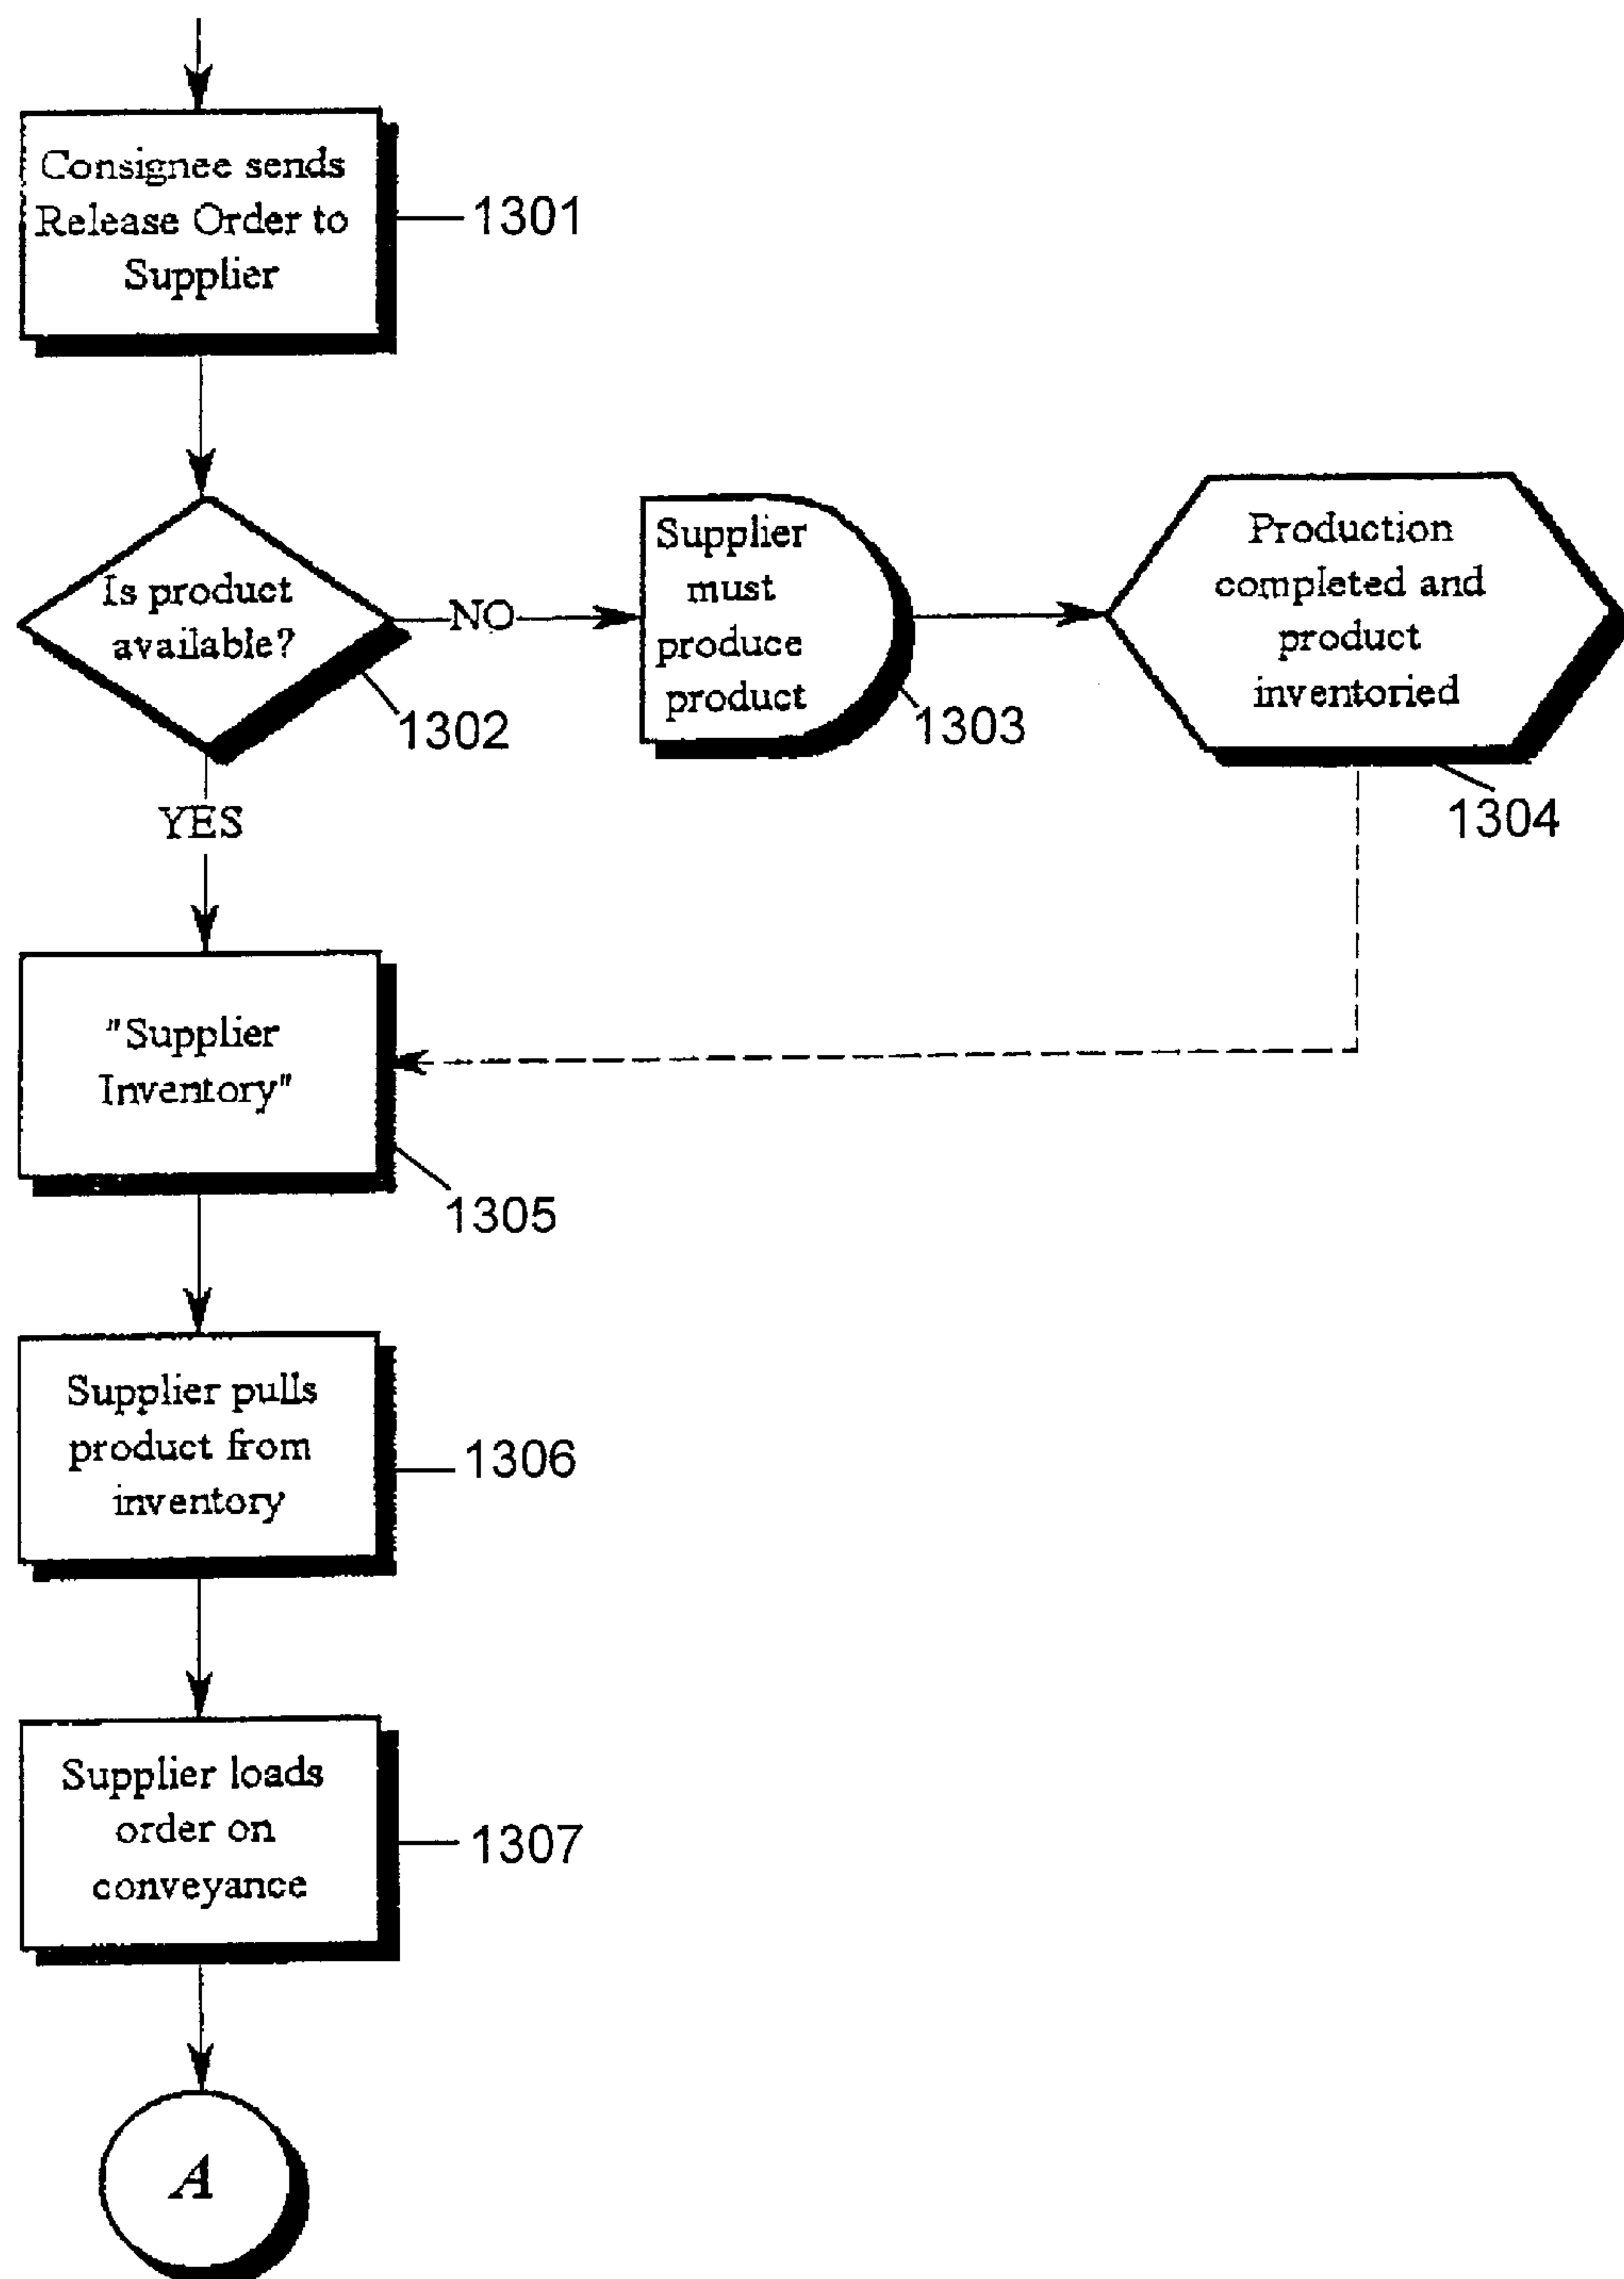 Consignee sends
Release Order to
Supplier
1301
Is product
available?
1302
NO
Supplier
must
produce
product
1303
Production
completed and
product
inventoried
1304
YES
"Supplier
Inventory"
1305
Supplier pulls
product from
inventory
1306
Supplier loads
order on
conveyance
1307
A